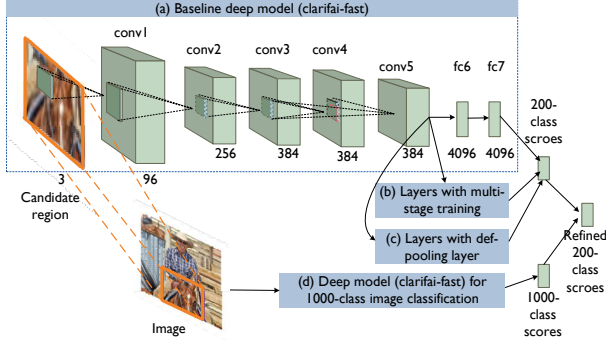 (a) Baseline deep model (clarifai-fast)
conv1
conv2
conv3
conv4
conv5
fc6
fc7
200-
class
scroes
3
96
256
384
384
384
4096
4096
Candidate
region
(b) Layers with multi-
stage training
(c) Layers with def-
pooling layer
Refined
200-
class
scroes
(d) Deep model (clarifai-fast) for
1000-class image classification
1000-
class
scores
Image